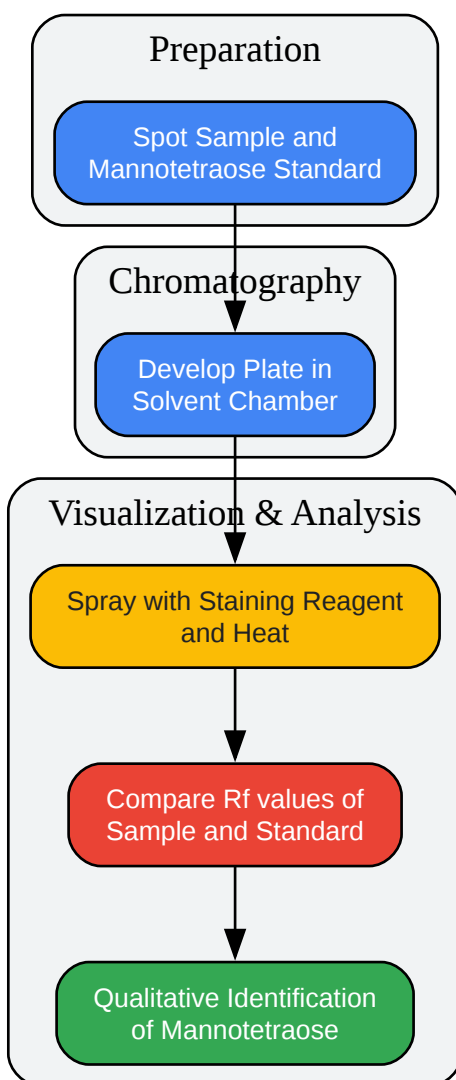 Preparation
Spot Sample and
Mannotetraose Standard
Chromatography
Develop Plate in
Solvent Chamber
Visualization & Analysis
Spray with Staining Reagent
and Heat
Compare Rf values of
Sample and Standard
Qualitative Identification
of Mannotetraose